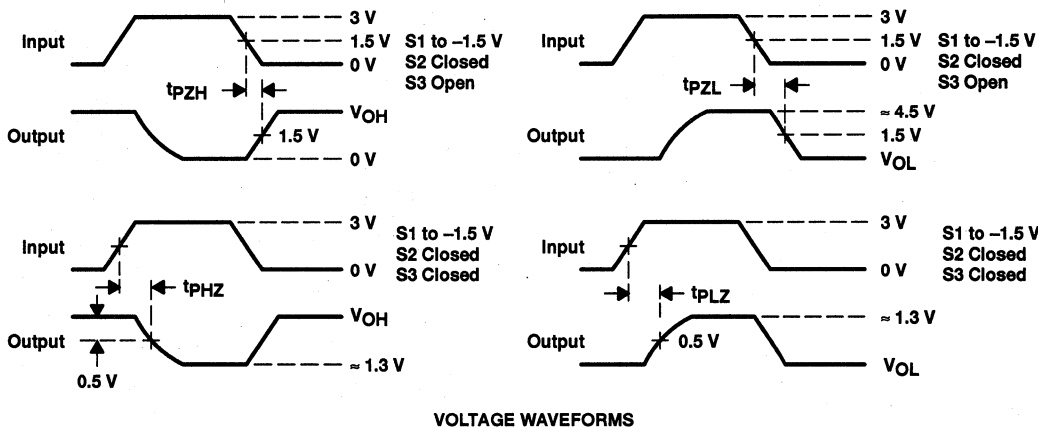 Input
3 V
1.5 V
0 V
S1 to –1.5 V
S2 Closed
S3 Open
tPZH
Output
VOH
1.5 V
0 V
Input
3 V
1.5 V
0 V
S1 to –1.5 V
S2 Closed
S3 Open
tPZL
Output
≈ 4.5 V
1.5 V
VOL
Input
3 V
0 V
S1 to –1.5 V
S2 Closed
S3 Closed
tPHZ
Output
VOH
≈ 1.3 V
0.5 V
Input
3 V
0 V
S1 to –1.5 V
S2 Closed
S3 Closed
tPLZ
Output
≈ 1.3 V
0.5 V
VOL
VOLTAGE WAVEFORMS